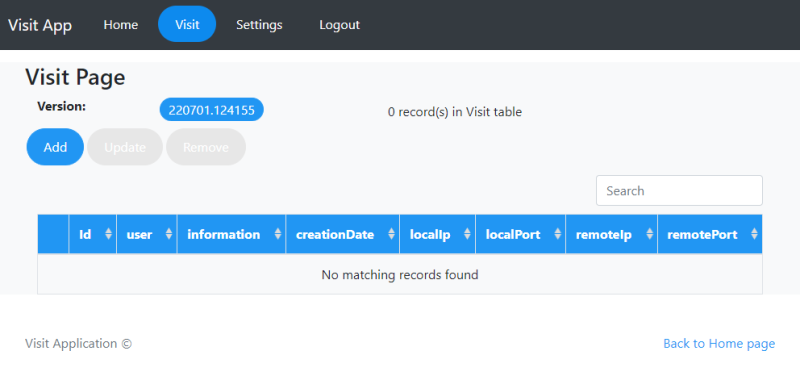 Visit App Home Visit Settings Logout
Visit Page
Version: 220701.124155 0 record(s) in Visit table
Add Update Remove
Search
Id user information creationDate localIp localPort remoteIp remotePort
No matching records found
Visit Application © Back to Home page